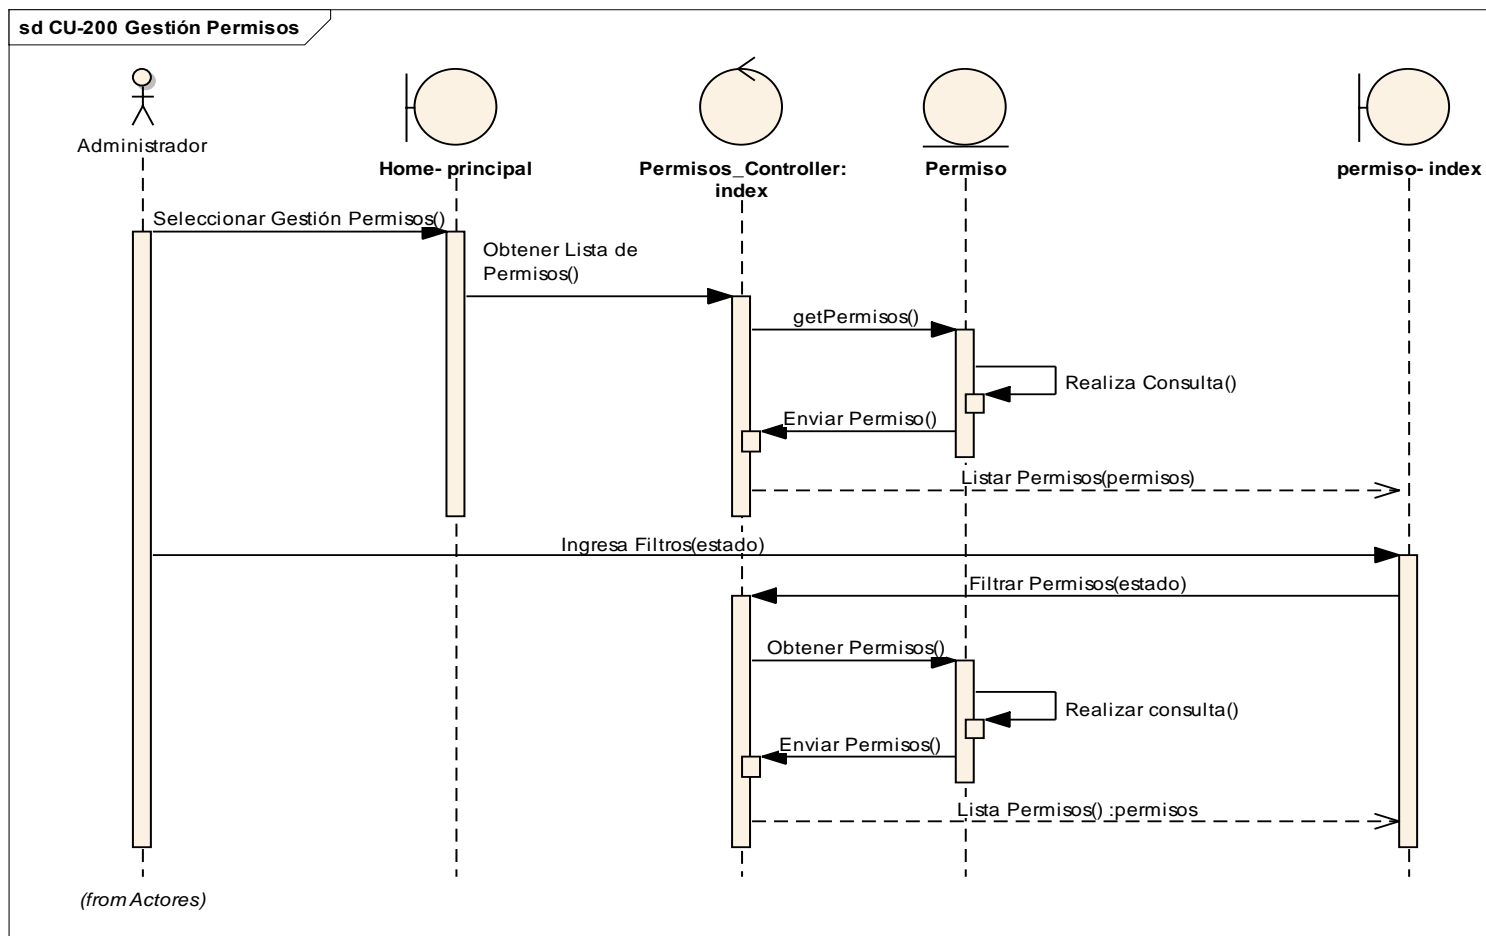 sd CU-200 Gestión Permisos
Administrador
Home- principal
Permisos_Controller:
index
Permiso
permiso- index
Seleccionar Gestión Permisos()
Obtener Lista de
Permisos()
getPermisos()
Realiza Consulta()
Enviar Permiso()
Listar Permisos(permisos)
Ingresa Filtros(estado)
Filtrar Permisos(estado)
Obtener Permisos()
Realizar consulta()
Enviar Permisos()
Lista Permisos() :permisos
(from Actores)